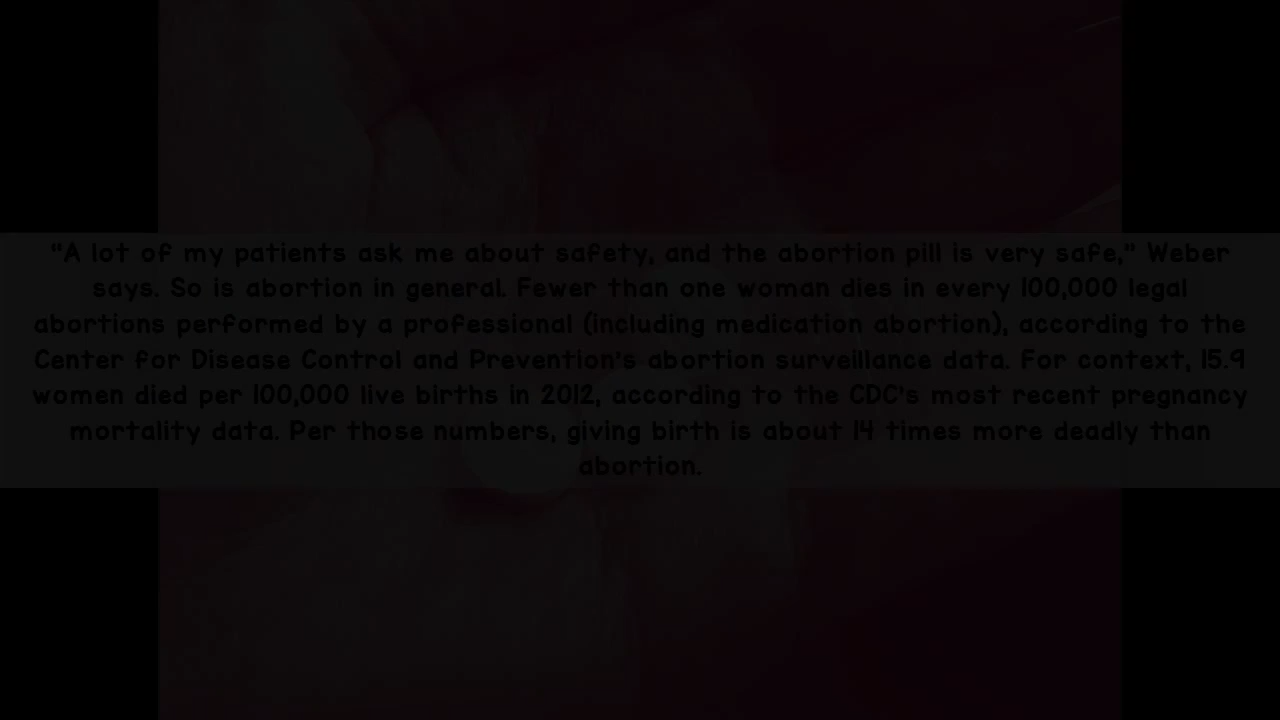 "A lot of my patients ask me about safety, and the abortion pill is very safe," Weber
says. So is abortion in general. Fewer than one woman dies in every 100,000 legal
abortions performed by a professional (including medication abortion), according to the
Center for Disease Control and Prevention's abortion surveillance data. For context, 15.9
women died per 100,000 live births in 2012, according to the CDC's most recent pregnancy
mortality data. Per those numbers, giving birth is about 14 times more deadly than
abortion.